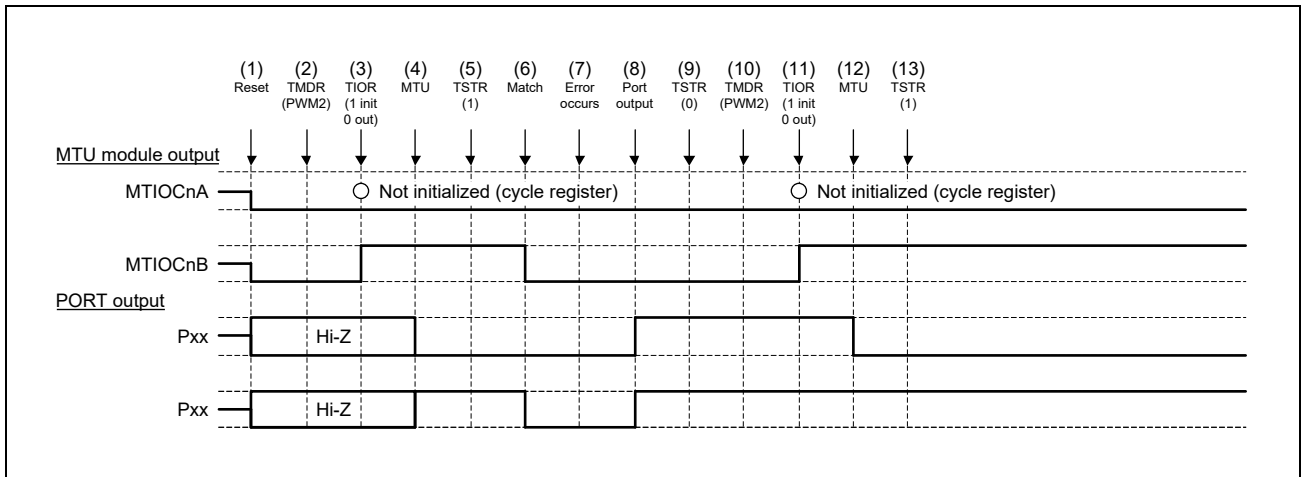 (1) (2) (3) (4) (5) (6) (7) (8) (9) (10) (11) (12) (13)
Reset TMDR TIOR MTU TSTR Match Error Port TSTR TMDR TIOR MTU TSTR
(PWM2) (1 init (1) occurs output (0) (PWM2) (1 init (1)
0 out) 0 out)
MTU module output
MTIOCnA Not initialized (cycle register) Not initialized (cycle register)
MTIOCnB
PORT output
Pxx Hi-Z
Pxx Hi-Z